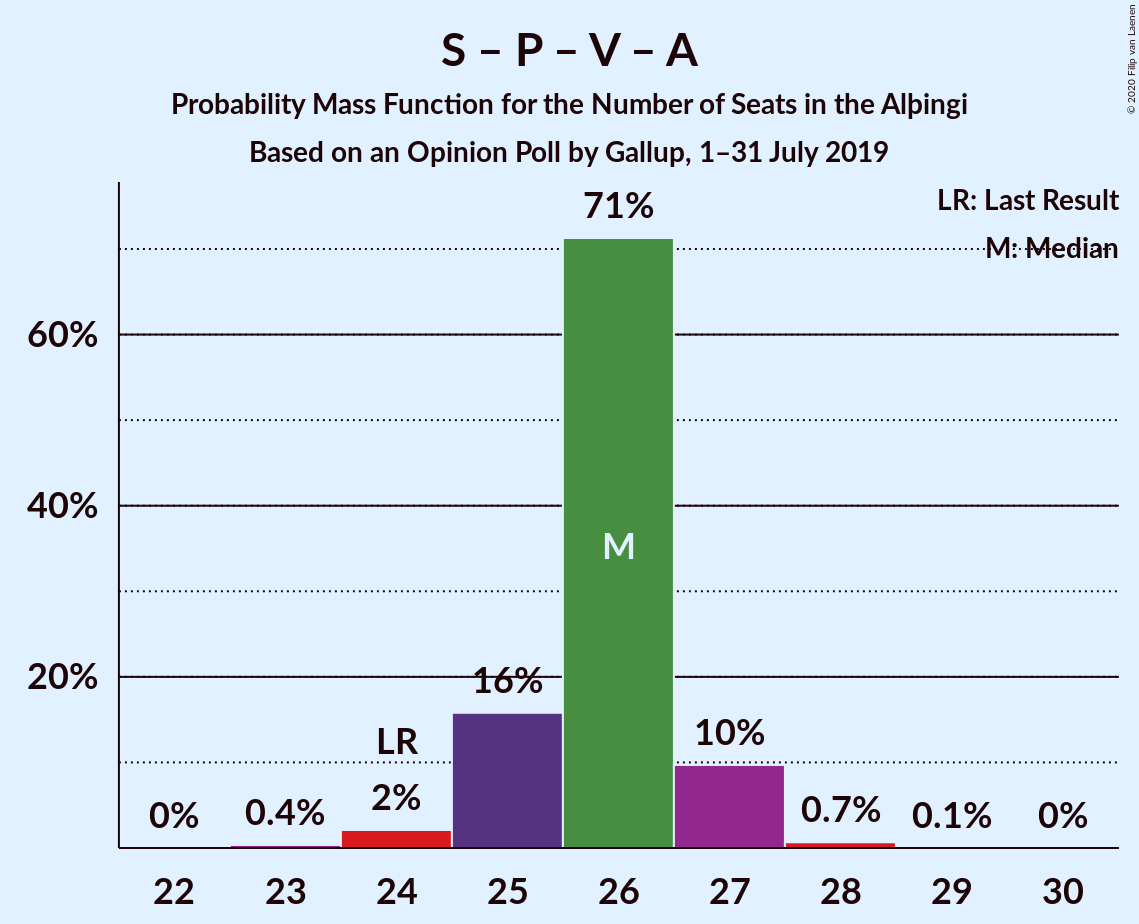 S – P – V – A
Probability Mass Function for the Number of Seats in the Alþingi
Based on an Opinion Poll by Gallup, 1–31 July 2019
© 2020 Filip van Laenen
LR: Last Result
M: Median
71%
60%
40%
M
20%
16%
LR
10%
0%
0.4%
2%
0.7%
0.1%
0%
22 23 24 25 26 27 28 29 30